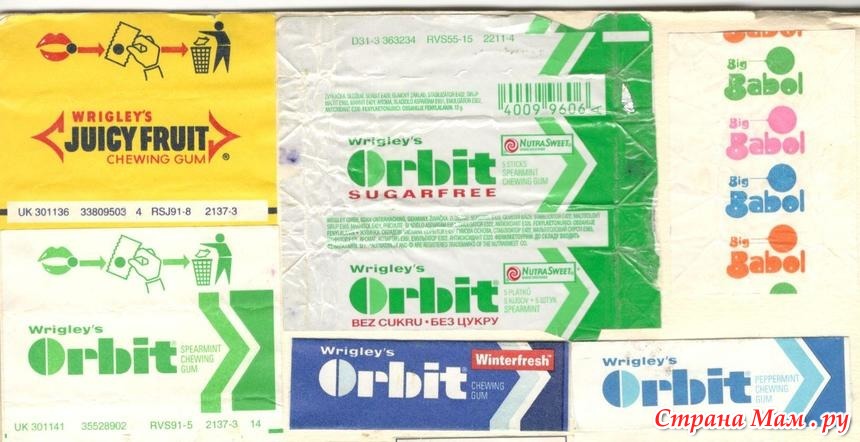 WRIGLEY'S
JUICY FRUIT
CHEWING GUM ®
UK 301136 33809503 4 RSJ91-8 2137-3
Wrigley's
Orbit
SPEARMINT
CHEWING
GUM
UK 301141 35528902 RVS91-5 2137-3 14
D31-3 363234 RVS55-15 2211-4
4009 9606
Wrigley's
Orbit
NUTRASWEET
5 STICKS
SPEARMINT
CHEWING GUM
SUGARFREE
Wrigley's
Orbit
NUTRASWEET
5 PLÁTKŮ
SPEARMINT
BEZ CUKRU • БЕЗ ЦУКРУ
Wrigley's
Orbit
Winterfresh™
CHEWING
GUM
Wrigley's
Orbit
PEPPERMINT
CHEWING
GUM
Babol
Big
Babol
Big
Babol
Big
Babol
Big
Babol
Страна Мам.ру